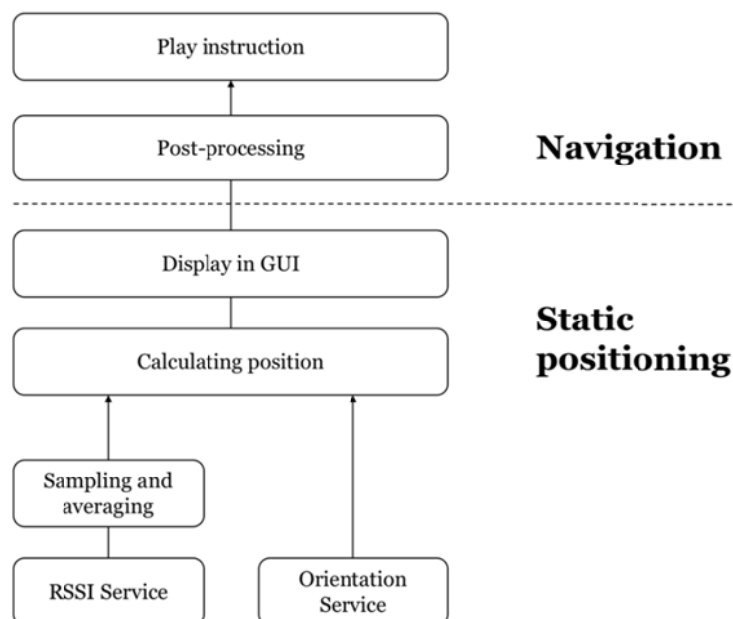 Play instruction
Post-processing
Navigation
Display in GUI
Static
positioning
Calculating position
Sampling and
averaging
RSSI Service
Orientation
Service